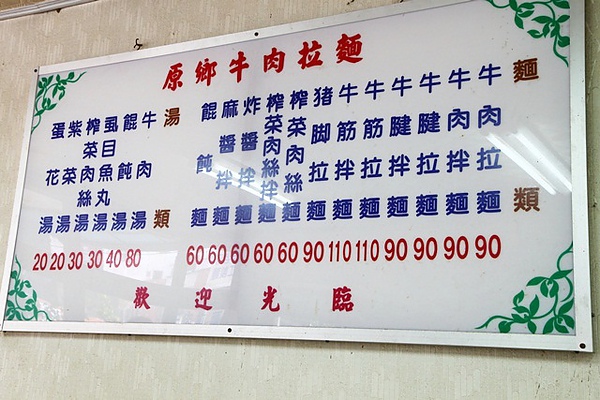 原鄉牛肉拉麵
麵類
牛肉拉麵 90
牛肉拌麵 90
牛腱拉麵 90
牛腱拌麵 90
牛筋拉麵 110
牛筋拌麵 110
猪脚拉麵 90
榨菜肉絲麵 60
榨菜肉絲拌麵 60
炸醬拌麵 60
麻醬拌麵 60
餛飩麵 60
湯類
牛肉湯 80
餛飩湯 40
虱目魚丸湯 30
榨菜肉絲湯 30
紫菜湯 20
蛋花湯 20
歡迎光臨